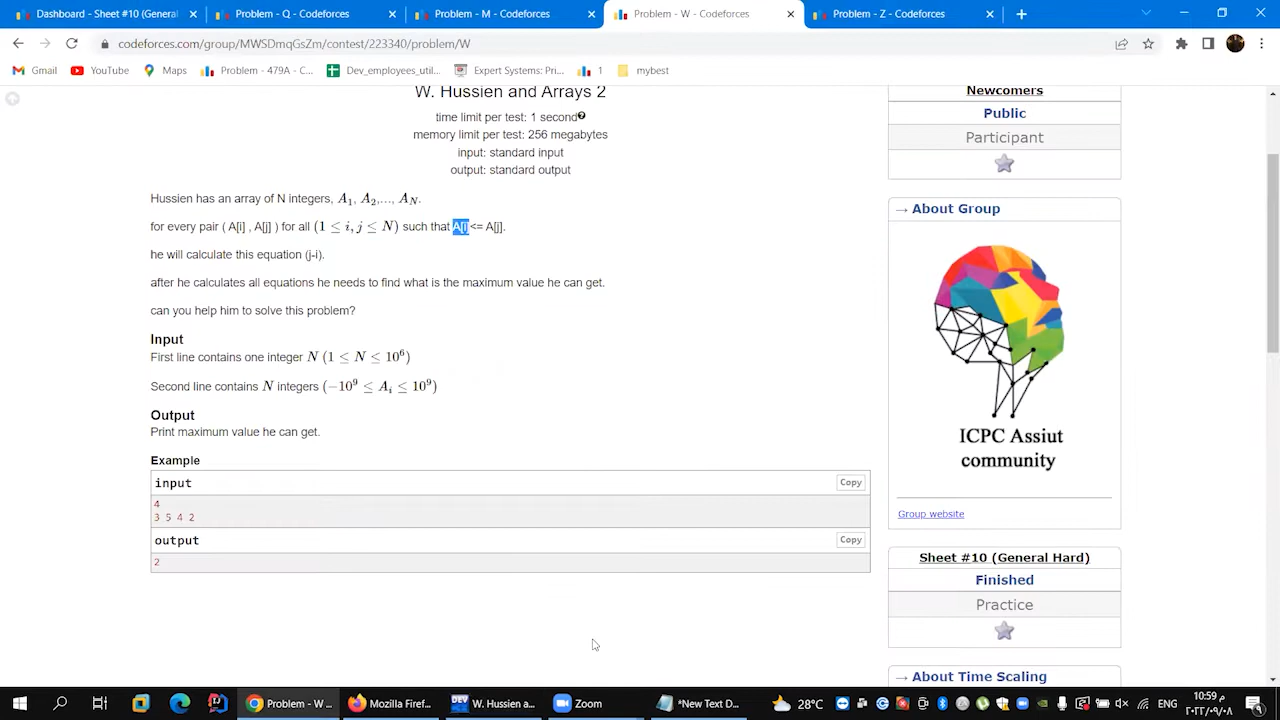 Dashboard - Sheet #10 (General
Problem - Q - Codeforces
Problem - M - Codeforces
Problem - W - Codeforces
Problem - Z - Codeforces
codeforces.com/group/MWSDmqGsZm/contest/223340/problem/W
Gmail
YouTube
Maps
Problem - 479A - C...
Dev_employees_util...
Expert Systems: Pri...
1
mybest
W. Hussien and Arrays 2
time limit per test: 1 second
memory limit per test: 256 megabytes
input: standard input
output: standard output
Hussien has an array of N integers, A1, A2,..., AN.
for every pair ( A[i] , A[j] ) for all (1 ≤ i, j ≤ N) such that A[i] <= A[j].
he will calculate this equation (j-i).
after he calculates all equations he needs to find what is the maximum value he can get.
can you help him to solve this problem?
Input
First line contains one integer N (1 ≤ N ≤ 10^6)
Second line contains N integers (−10^9 ≤ Ai ≤ 10^9)
Output
Print maximum value he can get.
Example
input
Copy
4
3 5 4 2
output
Copy
2
Newcomers
Public
Participant
→ About Group
ICPC Assiut
community
Group website
Sheet #10 (General Hard)
Finished
Practice
→ About Time Scaling
Problem - W ...
Mozilla Firef...
W. Hussien a...
Zoom
*New Text D...
28°C
ENG
10:59 م
٢٠٢٢/٠٩/٠٨